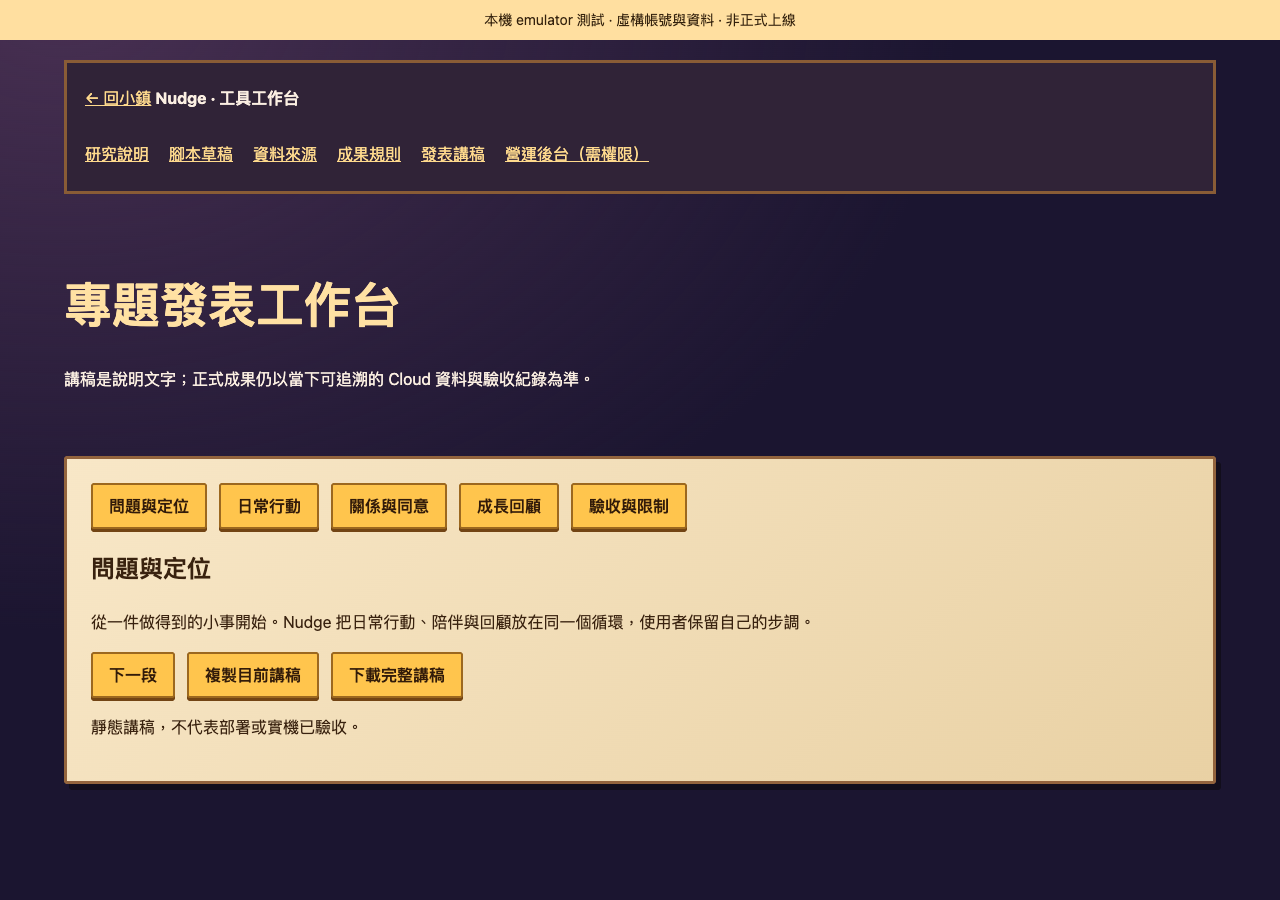 本機 emulator 測試 · 虛構帳號與資料 · 非正式上線
← 回小鎮 Nudge · 工具工作台
研究說明 腳本草稿 資料來源 成果規則 發表講稿 營運後台（需權限）
專題發表工作台
講稿是說明文字；正式成果仍以當下可追溯的 Cloud 資料與驗收紀錄為準。
問題與定位 日常行動 關係與同意 成長回顧 驗收與限制
問題與定位
從一件做得到的小事開始。Nudge 把日常行動、陪伴與回顧放在同一個循環，使用者保留自己的步調。
下一段 複製目前講稿 下載完整講稿
靜態講稿，不代表部署或實機已驗收。